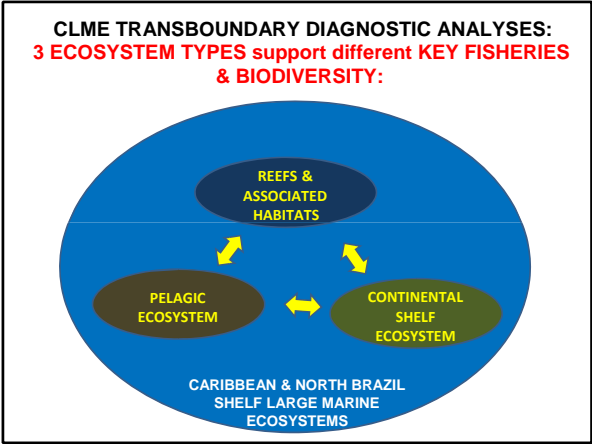 CLME TRANSBOUNDARY DIAGNOSTIC ANALYSES:
3 ECOSYSTEM TYPES support different KEY FISHERIES
& BIODIVERSITY:
REEFS &
ASSOCIATED
HABITATS
PELAGIC
ECOSYSTEM
CONTINENTAL
SHELF
ECOSYSTEM
CARIBBEAN & NORTH BRAZIL
SHELF LARGE MARINE
ECOSYSTEMS